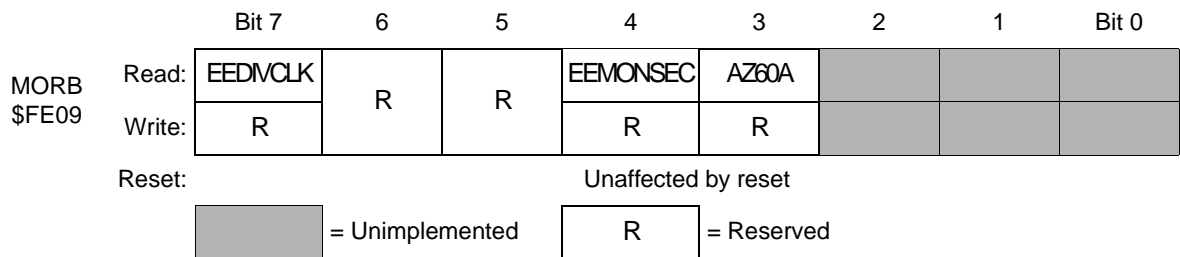 Bit 7 6 5 4 3 2 1 Bit 0
MORB
$FE09
Read: EEDIVCLK R R EEMONSEC AZ60A
Write: R R R
Reset: Unaffected by reset
= Unimplemented R = Reserved